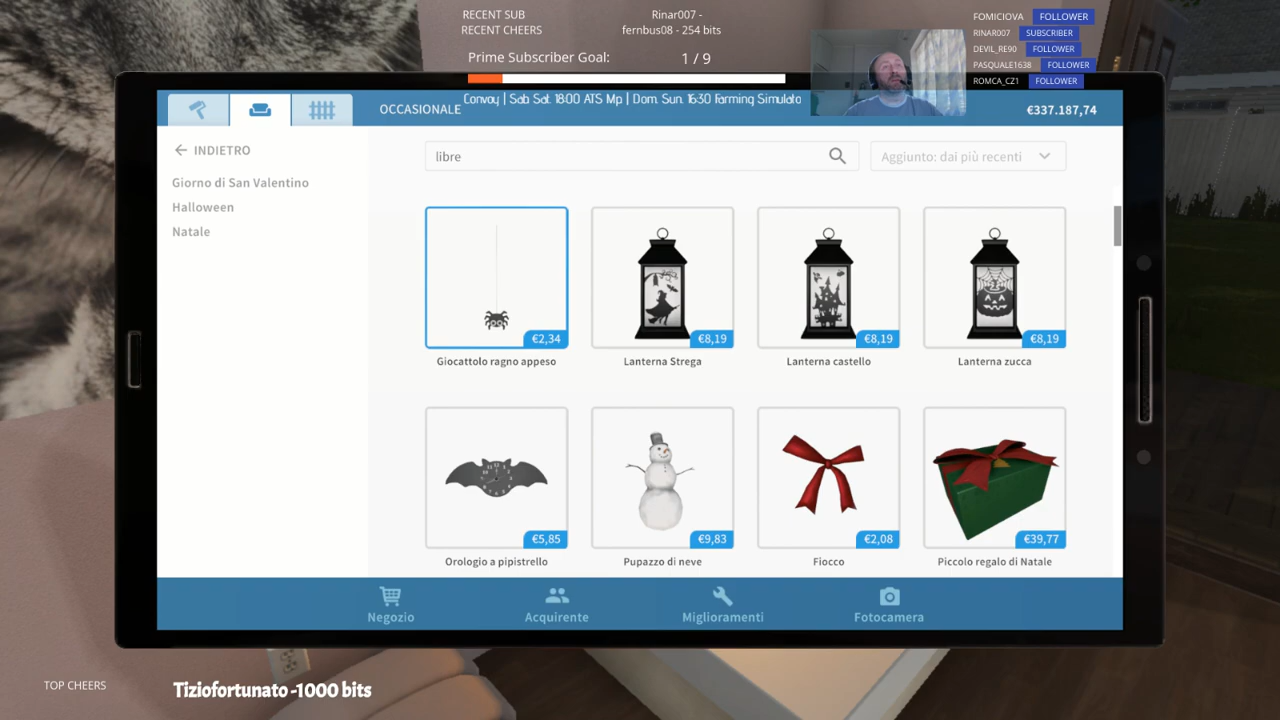 RECENT SUB
Rinar007 -
RECENT CHEERS
fernbus08 - 254 bits
Prime Subscriber Goal:
1 / 9
FOMICIOVA FOLLOWER
RINAR007 SUBSCRIBER
DEVIL_RE90 FOLLOWER
PASQUALE1638 FOLLOWER
ROMCA_CZ1 FOLLOWER
OCCASIONALE
Convoy | Sab. Sat. 18:00 ATS Mp | Dom. Sun. 16:30 Farming Simulato
€337.187,74
INDIETRO
Giorno di San Valentino
Halloween
Natale
libre
Aggiunto: dai più recenti
€2,34
€8,19
€8,19
€8,19
Giocattolo ragno appeso
Lanterna Strega
Lanterna castello
Lanterna zucca
€5,85
€9,83
€2,08
€39,77
Orologio a pipistrello
Pupazzo di neve
Fiocco
Piccolo regalo di Natale
Negozio
Acquirente
Miglioramenti
Fotocamera
TOP CHEERS
Tiziofortunato -1000 bits